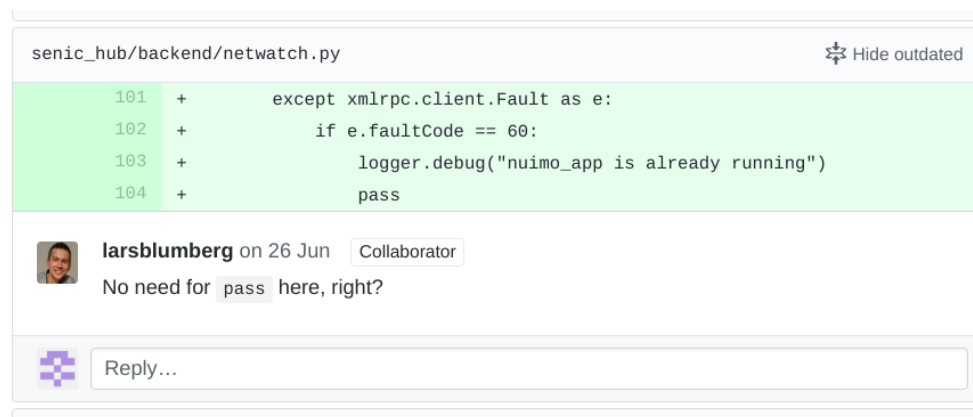 senic_hub/backend/netwatch.py Hide outdated
101 + except xmlrpc.client.Fault as e:
102 + if e.faultCode == 60:
103 + logger.debug("nuimo_app is already running")
104 + pass
larsblumberg on 26 Jun Collaborator
No need for pass here, right?
Reply…